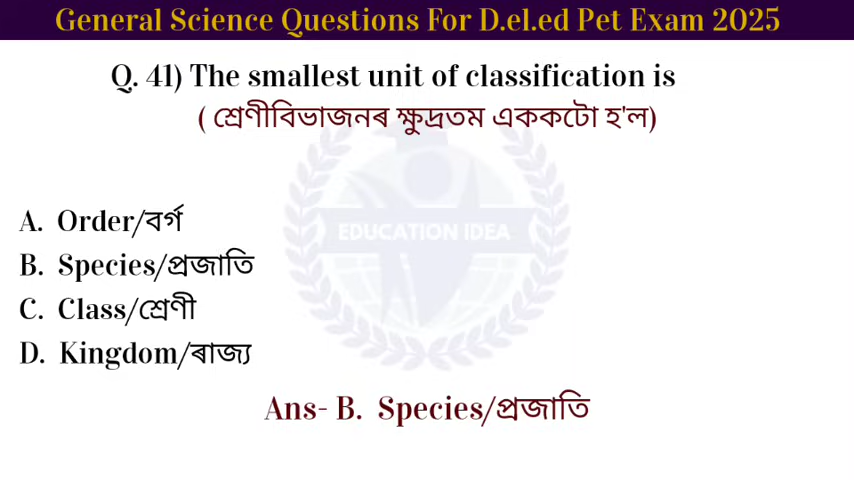 General Science Questions For D.el.ed Pet Exam 2025
Q. 41) The smallest unit of classification is
( শ্ৰেণীবিভাজনৰ ক্ষুদ্ৰতম এককটো হ'ল)
EDUCATION IDEA
A. Order/বৰ্গ
B. Species/প্ৰজাতি
C. Class/শ্ৰেণী
D. Kingdom/ৰাজ্য
Ans- B. Species/প্ৰজাতি